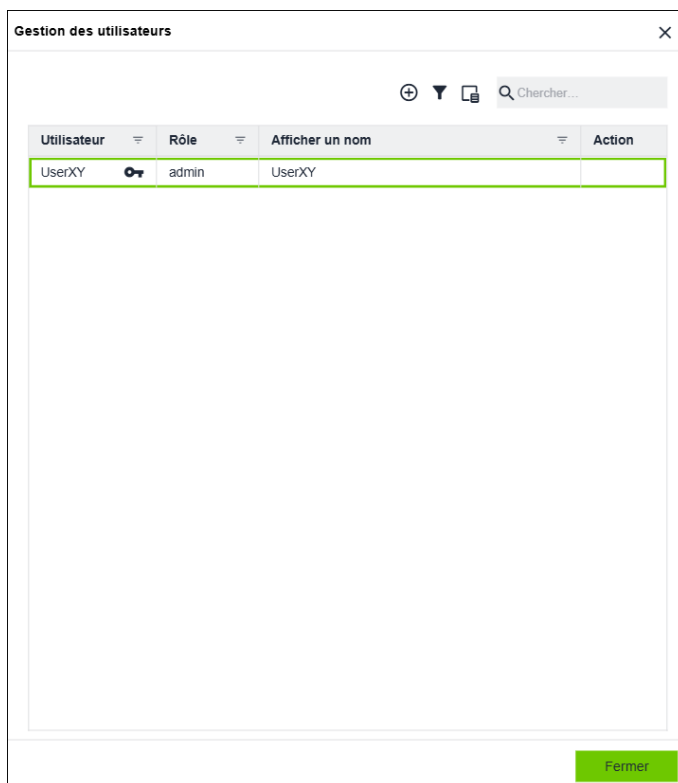 Gestion des utilisateurs
Chercher...
Utilisateur Rôle Afficher un nom Action
UserXY admin UserXY
Fermer